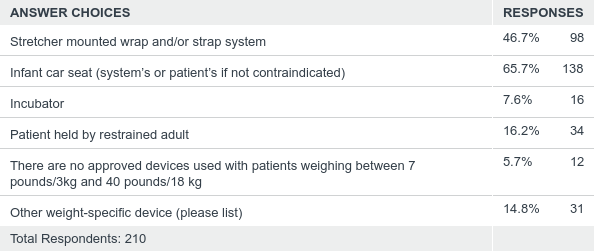 ANSWER CHOICES RESPONSES
Stretcher mounted wrap and/or strap system 46.7% 98
Infant car seat (system's or patient's if not contraindicated) 65.7% 138
Incubator 7.6% 16
Patient held by restrained adult 16.2% 34
There are no approved devices used with patients weighing between 7 5.7% 12
pounds/3kg and 40 pounds/18 kg
Other weight-specific device (please list) 14.8% 31
Total Respondents: 210